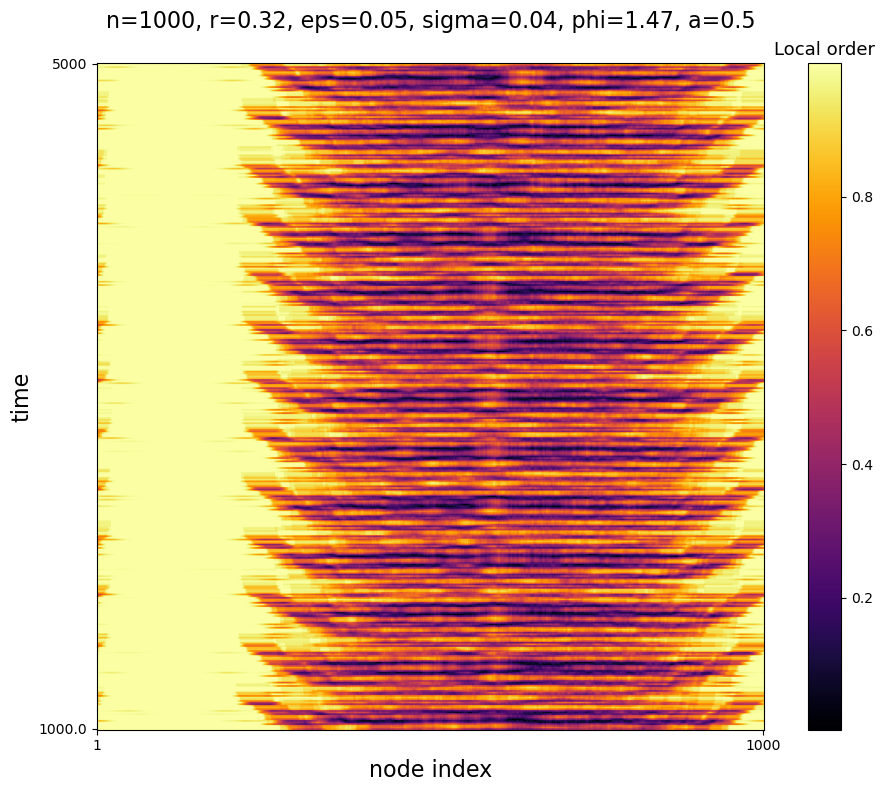 n=1000, r=0.32, eps=0.05, sigma=0.04, phi=1.47, a=0.5
Local order
5000
0.8
0.6
time
0.4
0.2
1000.0
1
1000
node index